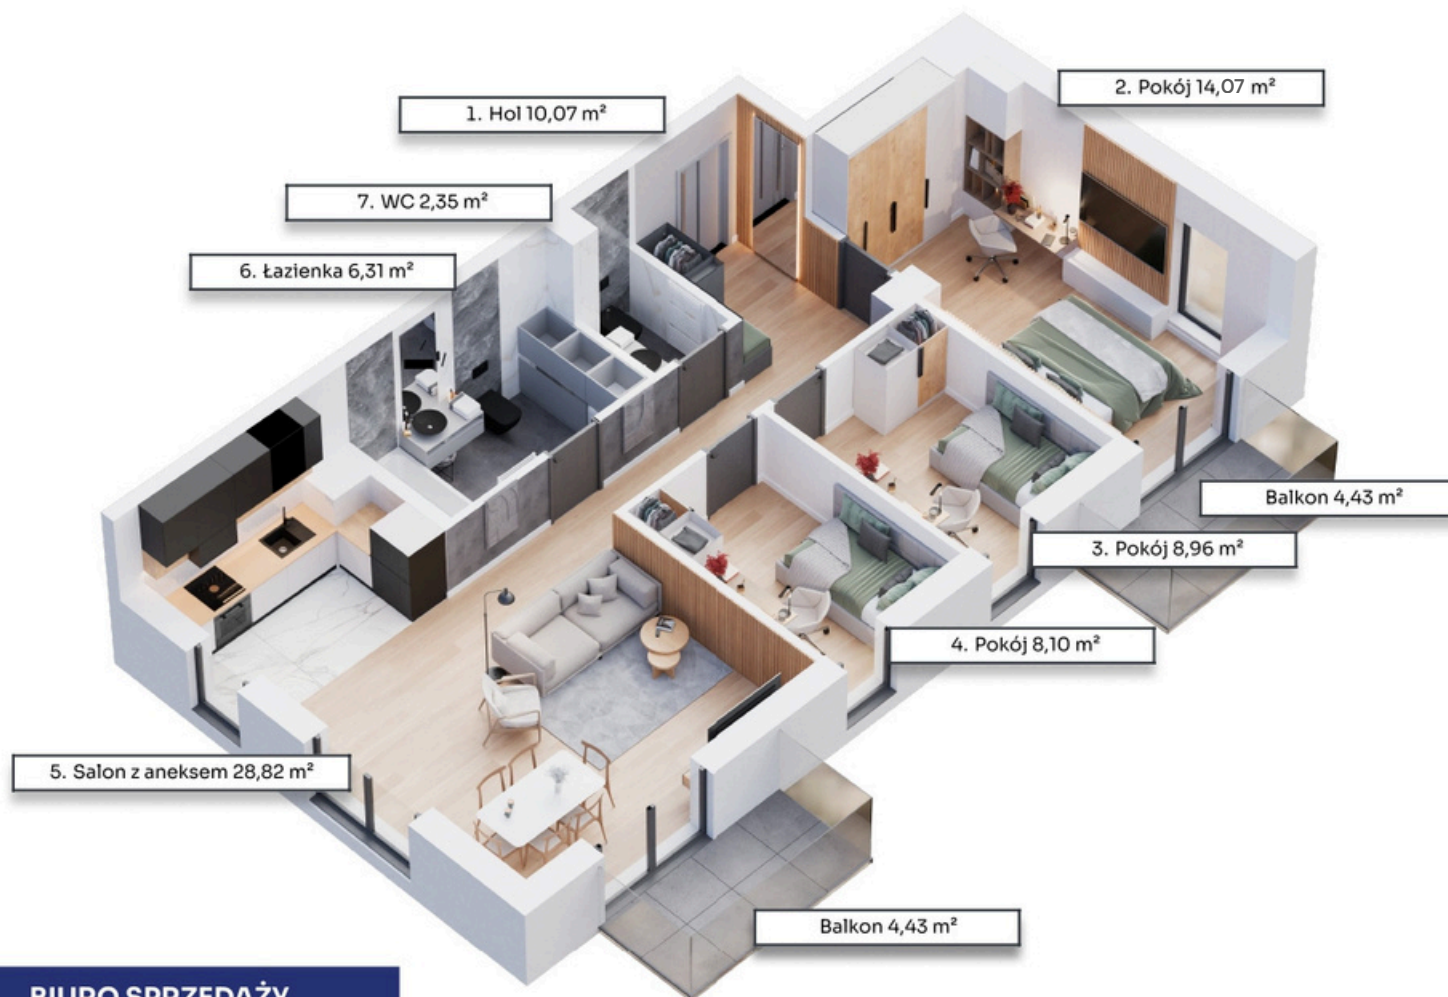 2. Pokój 14,07 m²
1. Hol 10,07 m²
7. WC 2,35 m²
6. Łazienka 6,31 m²
Balkon 4,43 m²
3. Pokój 8,96 m²
4. Pokój 8,10 m²
5. Salon z aneksem 28,82 m²
Balkon 4,43 m²
BIURO SPRZEDAŻY